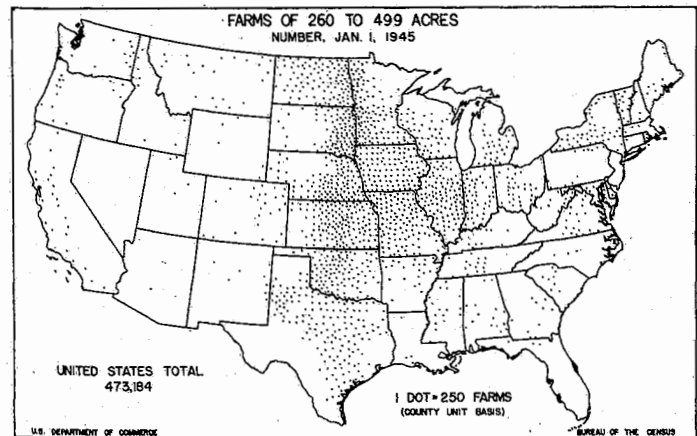 FARMS OF 260 TO 499 ACRES
NUMBER, JAN. 1, 1945
UNITED STATES TOTAL
473,184
1 DOT=250 FARMS
(COUNTY UNIT BASIS)
U.S. DEPARTMENT OF COMMERCE
BUREAU OF THE CENSUS